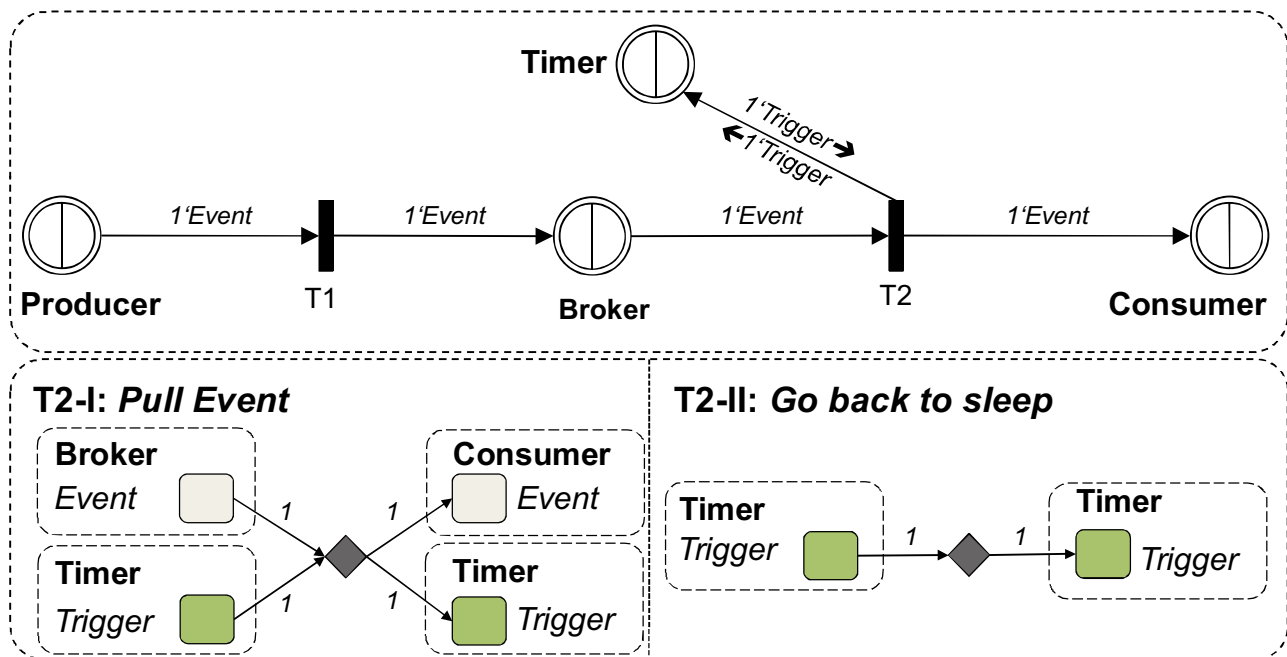 Timer
1‘Trigger
1‘Trigger
1‘Event
1‘Event
1‘Event
1‘Event
Producer
T1
Broker
T2
Consumer
T2-I: Pull Event
Broker
Event
1
1
Consumer
Event
Timer
Trigger
1
1
Timer
Trigger
T2-II: Go back to sleep
Timer
Trigger
1
1
Timer
Trigger